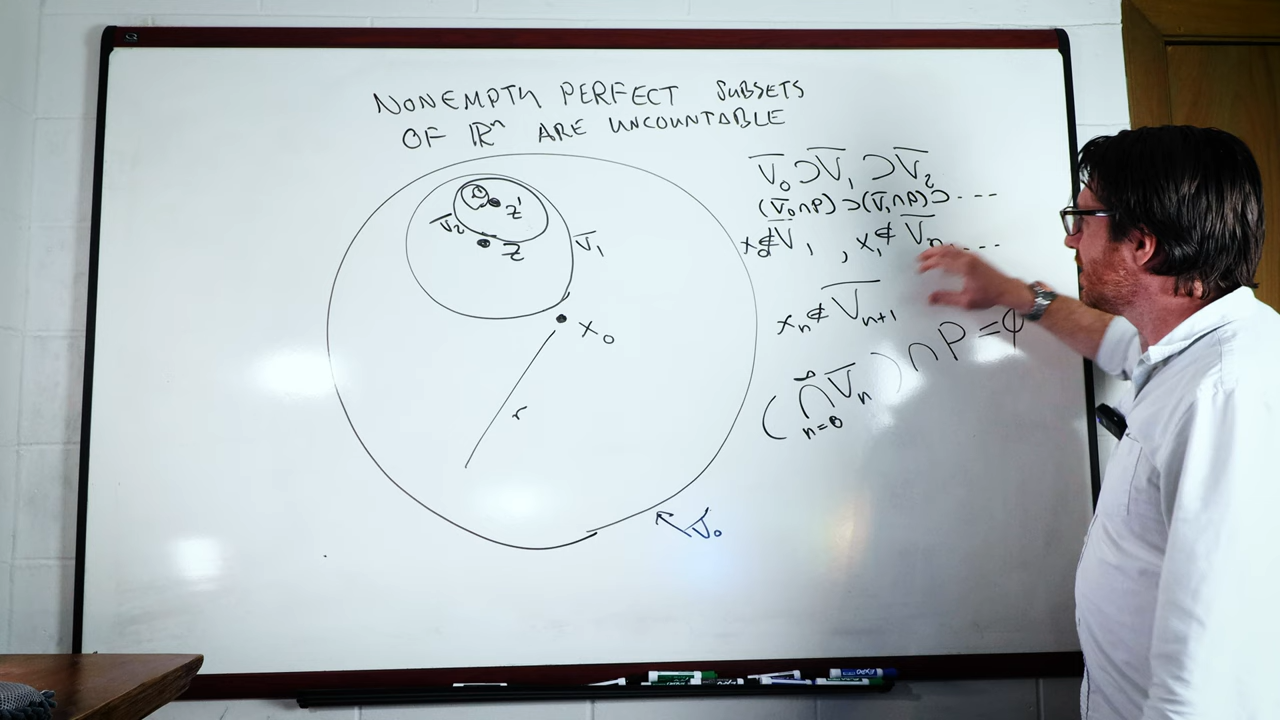 NONEMPTY PERFECT SUBSETS
OF ℝⁿ ARE UNCOUNTABLE
V̅₀ ⊃ V̅₁ ⊃ V̅₂
(V̅₀∩P) ⊃ (V̅₁∩P) ⊃ ----
x₀ ∉ V̅₁ , x₁ ∉ V̅₂ ----
xₙ ∉ V̅ₙ₊₁
( ∞ ∩ n=0 V̅ₙ ) ∩ P = ϕ
z'
V̅₂
z
V̅₁
x₀
r
V̅₀